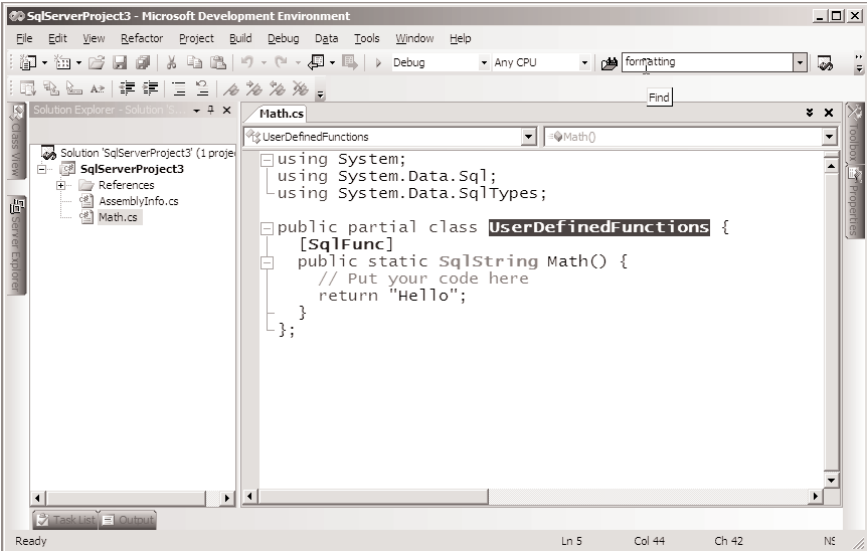 SqlServerProject3 - Microsoft Development Environment
File Edit View Refactor Project Build Debug Data Tools Window Help
Debug Any CPU formatting
Find
Solution Explorer - Solution 'S...
Math.cs
UserDefinedFunctions Math()
Solution 'SqlServerProject3' (1 proje
SqlServerProject3
References
AssemblyInfo.cs
Math.cs
Class View
Server Explorer
using System;
using System.Data.Sql;
using System.Data.SqlTypes;
public partial class UserDefinedFunctions {
[SqlFunc]
public static SqlString Math() {
// Put your code here
return "Hello";
}
};
Toolbox
Properties
Task List Output
Ready Ln 5 Col 44 Ch 42 INS